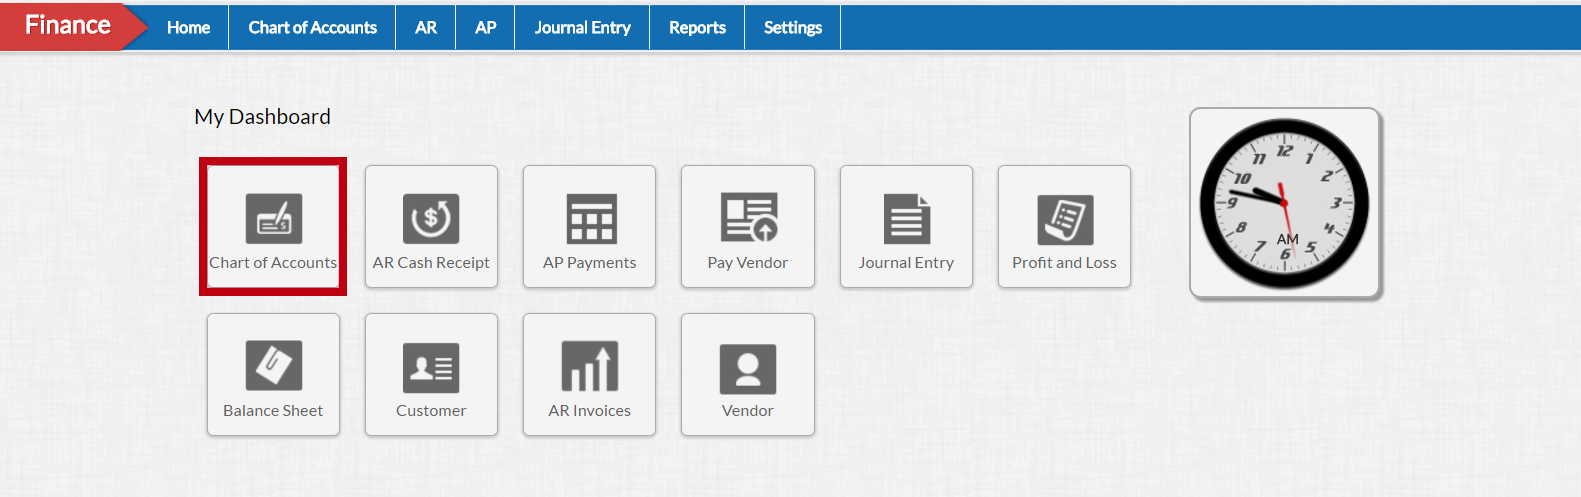 Finance
Home
Chart of Accounts
AR
AP
Journal Entry
Reports
Settings
My Dashboard
Chart of Accounts
AR Cash Receipt
AP Payments
Pay Vendor
Journal Entry
Profit and Loss
Balance Sheet
Customer
AR Invoices
Vendor
12
1
2
3
4
5
6
7
8
9
10
11
AM